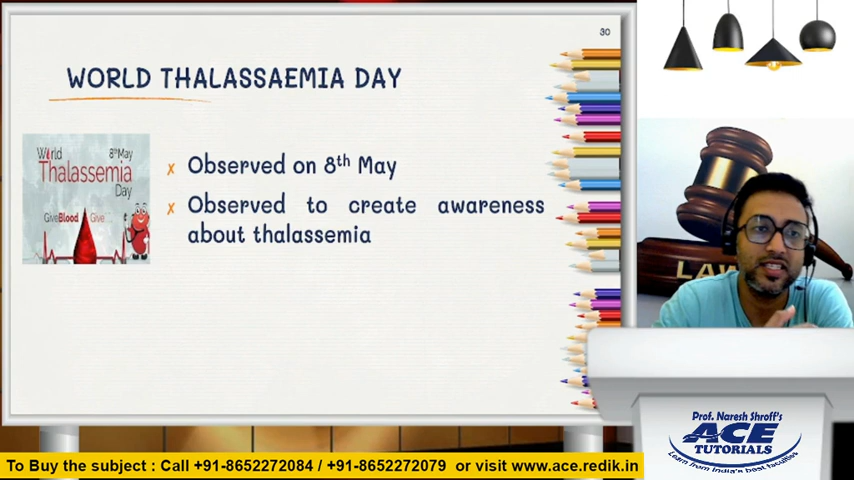 30
WORLD THALASSAEMIA DAY
World 8th May
Thalassemia
Day
Give Blood Give
x Observed on 8th May
x Observed to create awareness
about thalassemia
LAW
Prof. Naresh Shroff's
ACE
TUTORIALS
Learn from India's best faculties
To Buy the subject : Call +91-8652272084 / +91-8652272079 or visit www.ace.redik.in